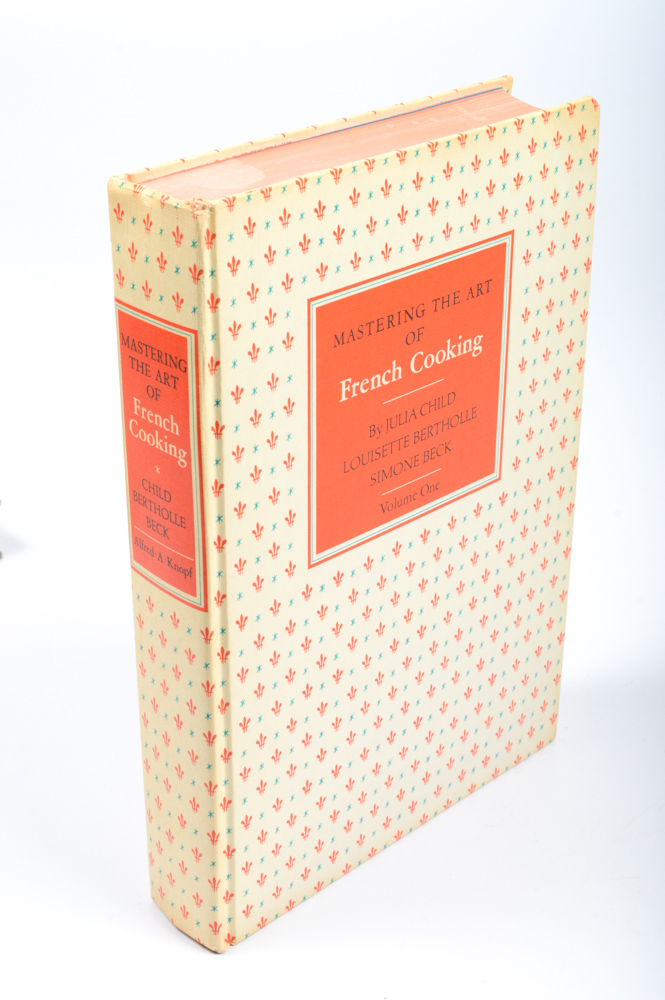 MASTERING THE ART
OF
French Cooking
By JULIA CHILD
LOUISETTE BERTHOLLE
SIMONE BECK
Volume One
MASTERING
THE ART
OF
French
Cooking
CHILD
BERTHOLLE
BECK
Alfred · A · Knopf